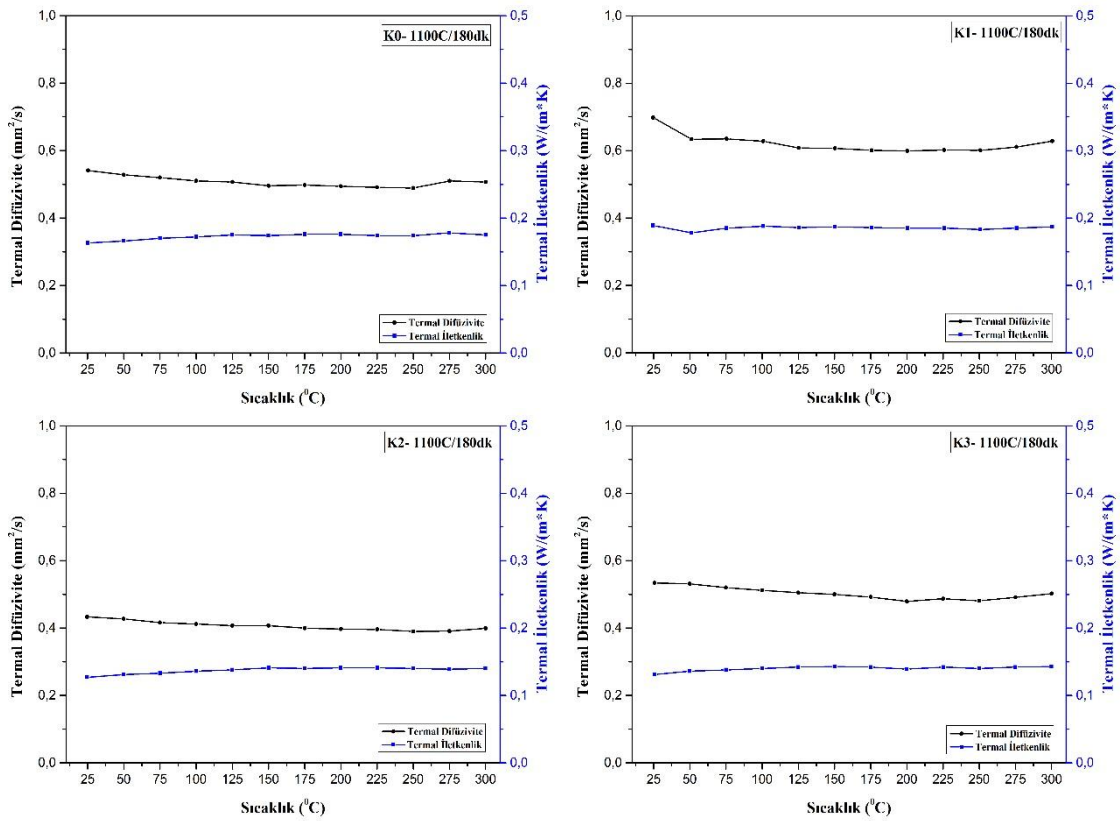 K0- 1100C/180dk
Termal Difüzivite (mm²/s)
1,0
0,8
0,6
0,4
0,2
0,0
Termal İletkenlik (W/(m*K)
0,5
0,4
0,3
0,2
0,1
0,0
Termal Difüzivite
Termal İletkenlik
25 50 75 100 125 150 175 200 225 250 275 300
Sıcaklık (⁰C)
K1- 1100C/180dk
Termal Difüzivite (mm²/s)
1,0
0,8
0,6
0,4
0,2
0,0
Termal İletkenlik (W/(m*K)
0,5
0,4
0,3
0,2
0,1
0,0
Termal Difüzivite
Termal İletkenlik
25 50 75 100 125 150 175 200 225 250 275 300
Sıcaklık (⁰C)
K2- 1100C/180dk
Termal Difüzivite (mm²/s)
1,0
0,8
0,6
0,4
0,2
0,0
Termal İletkenlik (W/(m*K)
0,5
0,4
0,3
0,2
0,1
0,0
Termal Difüzivite
Termal İletkenlik
25 50 75 100 125 150 175 200 225 250 275 300
Sıcaklık (⁰C)
K3- 1100C/180dk
Termal Difüzivite (mm²/s)
1,0
0,8
0,6
0,4
0,2
0,0
Termal İletkenlik (W/(m*K)
0,5
0,4
0,3
0,2
0,1
0,0
Termal Difüzivite
Termal İletkenlik
25 50 75 100 125 150 175 200 225 250 275 300
Sıcaklık (⁰C)